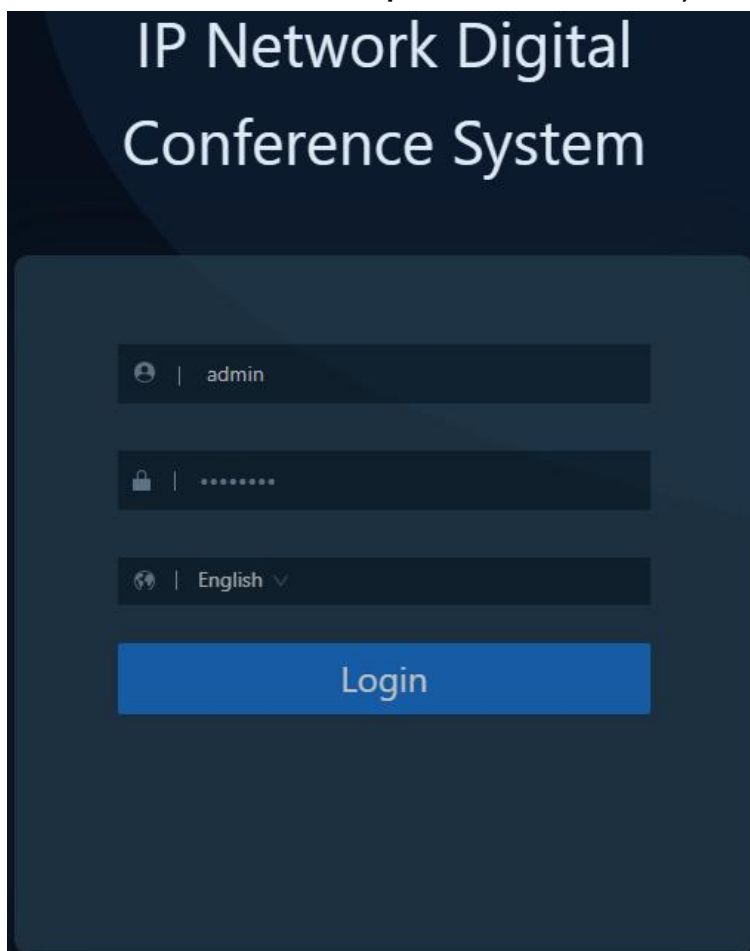 IP Network Digital
Conference System
| admin
| ••••••••
| English
Login